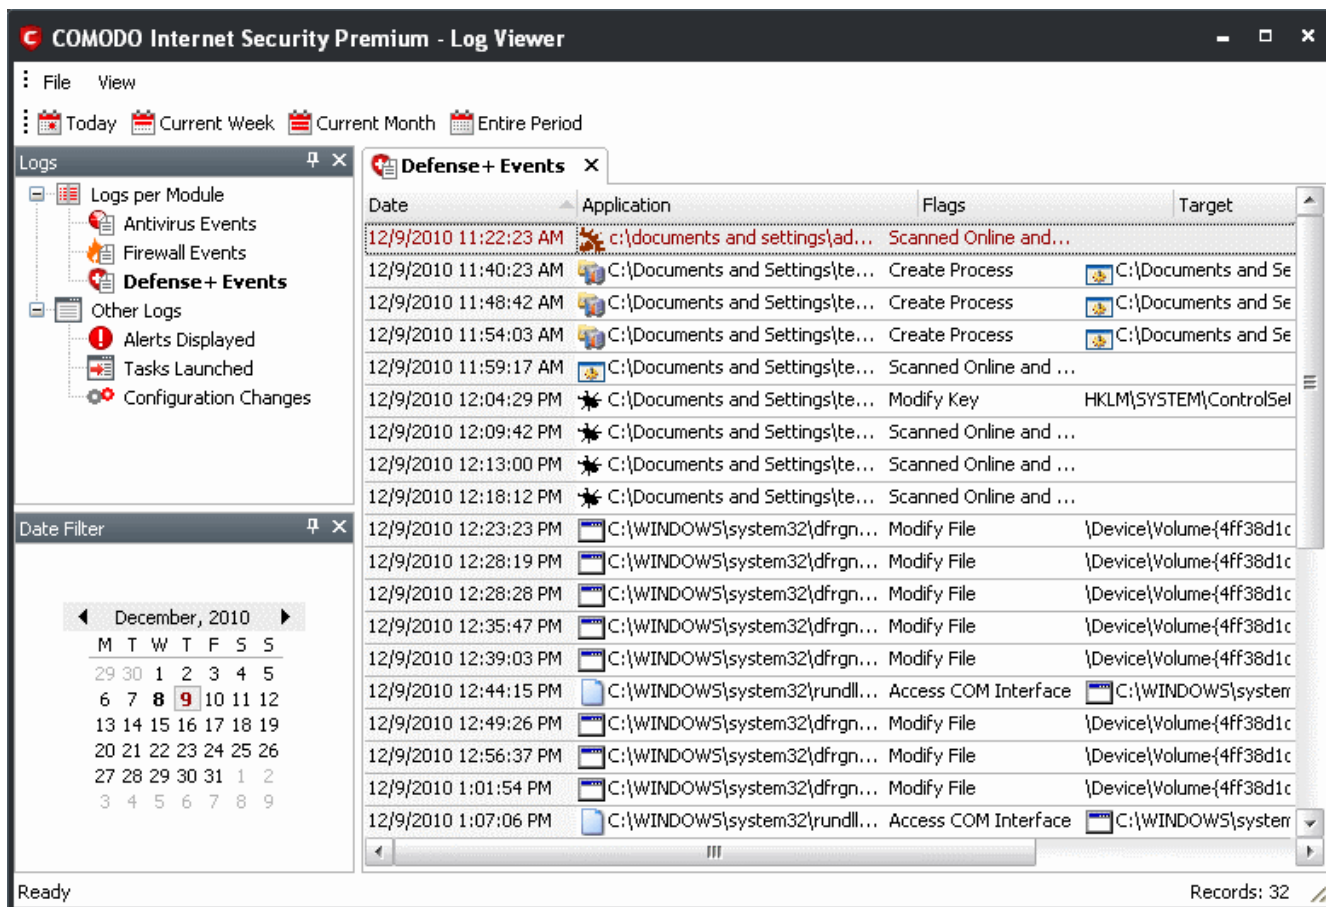 COMODO Internet Security Premium - Log Viewer
File View
Today Current Week Current Month Entire Period
Logs
Logs per Module
Antivirus Events
Firewall Events
Defense+ Events
Other Logs
Alerts Displayed
Tasks Launched
Configuration Changes
Date Filter
December, 2010
M T W T F S S
29 30 1 2 3 4 5
6 7 8 9 10 11 12
13 14 15 16 17 18 19
20 21 22 23 24 25 26
27 28 29 30 31 1 2
3 4 5 6 7 8 9
Defense+ Events
Date Application Flags Target
12/9/2010 11:22:23 AM c:\documents and settings\ad... Scanned Online and...
12/9/2010 11:40:23 AM C:\Documents and Settings\te... Create Process C:\Documents and Se
12/9/2010 11:48:42 AM C:\Documents and Settings\te... Create Process C:\Documents and Se
12/9/2010 11:54:03 AM C:\Documents and Settings\te... Create Process C:\Documents and Se
12/9/2010 11:59:17 AM C:\Documents and Settings\te... Scanned Online and ...
12/9/2010 12:04:29 PM C:\Documents and Settings\te... Modify Key HKLM\SYSTEM\ControlSet
12/9/2010 12:09:42 PM C:\Documents and Settings\te... Scanned Online and ...
12/9/2010 12:13:00 PM C:\Documents and Settings\te... Scanned Online and ...
12/9/2010 12:18:12 PM C:\Documents and Settings\te... Scanned Online and ...
12/9/2010 12:23:23 PM C:\WINDOWS\system32\dfrgn... Modify File \Device\Volume{4ff38d1c
12/9/2010 12:28:19 PM C:\WINDOWS\system32\dfrgn... Modify File \Device\Volume{4ff38d1c
12/9/2010 12:28:28 PM C:\WINDOWS\system32\dfrgn... Modify File \Device\Volume{4ff38d1c
12/9/2010 12:35:47 PM C:\WINDOWS\system32\dfrgn... Modify File \Device\Volume{4ff38d1c
12/9/2010 12:39:03 PM C:\WINDOWS\system32\dfrgn... Modify File \Device\Volume{4ff38d1c
12/9/2010 12:44:15 PM C:\WINDOWS\system32\rundll... Access COM Interface C:\WINDOWS\system
12/9/2010 12:49:26 PM C:\WINDOWS\system32\dfrgn... Modify File \Device\Volume{4ff38d1c
12/9/2010 12:56:37 PM C:\WINDOWS\system32\dfrgn... Modify File \Device\Volume{4ff38d1c
12/9/2010 1:01:54 PM C:\WINDOWS\system32\dfrgn... Modify File \Device\Volume{4ff38d1c
12/9/2010 1:07:06 PM C:\WINDOWS\system32\rundll... Access COM Interface C:\WINDOWS\system
Ready
Records: 32